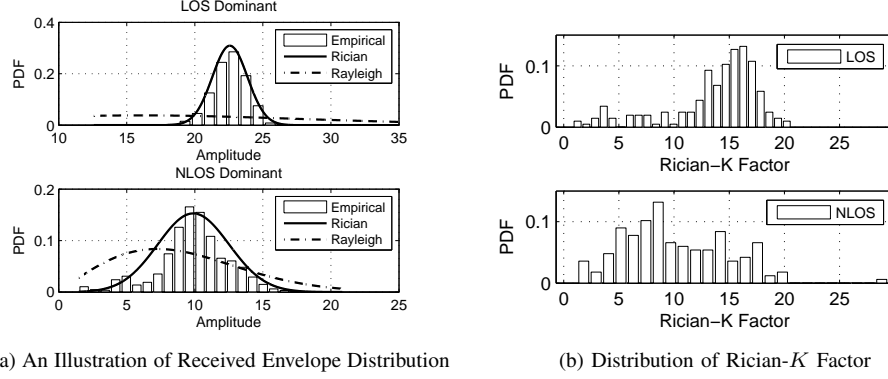 LOS Dominant
0.4
0.2
0
PDF
Empirical
Rician
Rayleigh
10 15 20 25 30 35
Amplitude
NLOS Dominant
0.2
0.1
0
PDF
Empirical
Rician
Rayleigh
0 5 10 15 20 25
Amplitude
a) An Illustration of Received Envelope Distribution
0.1
0
PDF
LOS
0 5 10 15 20 25
Rician-K Factor
0.1
0
PDF
NLOS
0 5 10 15 20 25
Rician-K Factor
(b) Distribution of Rician-K Factor